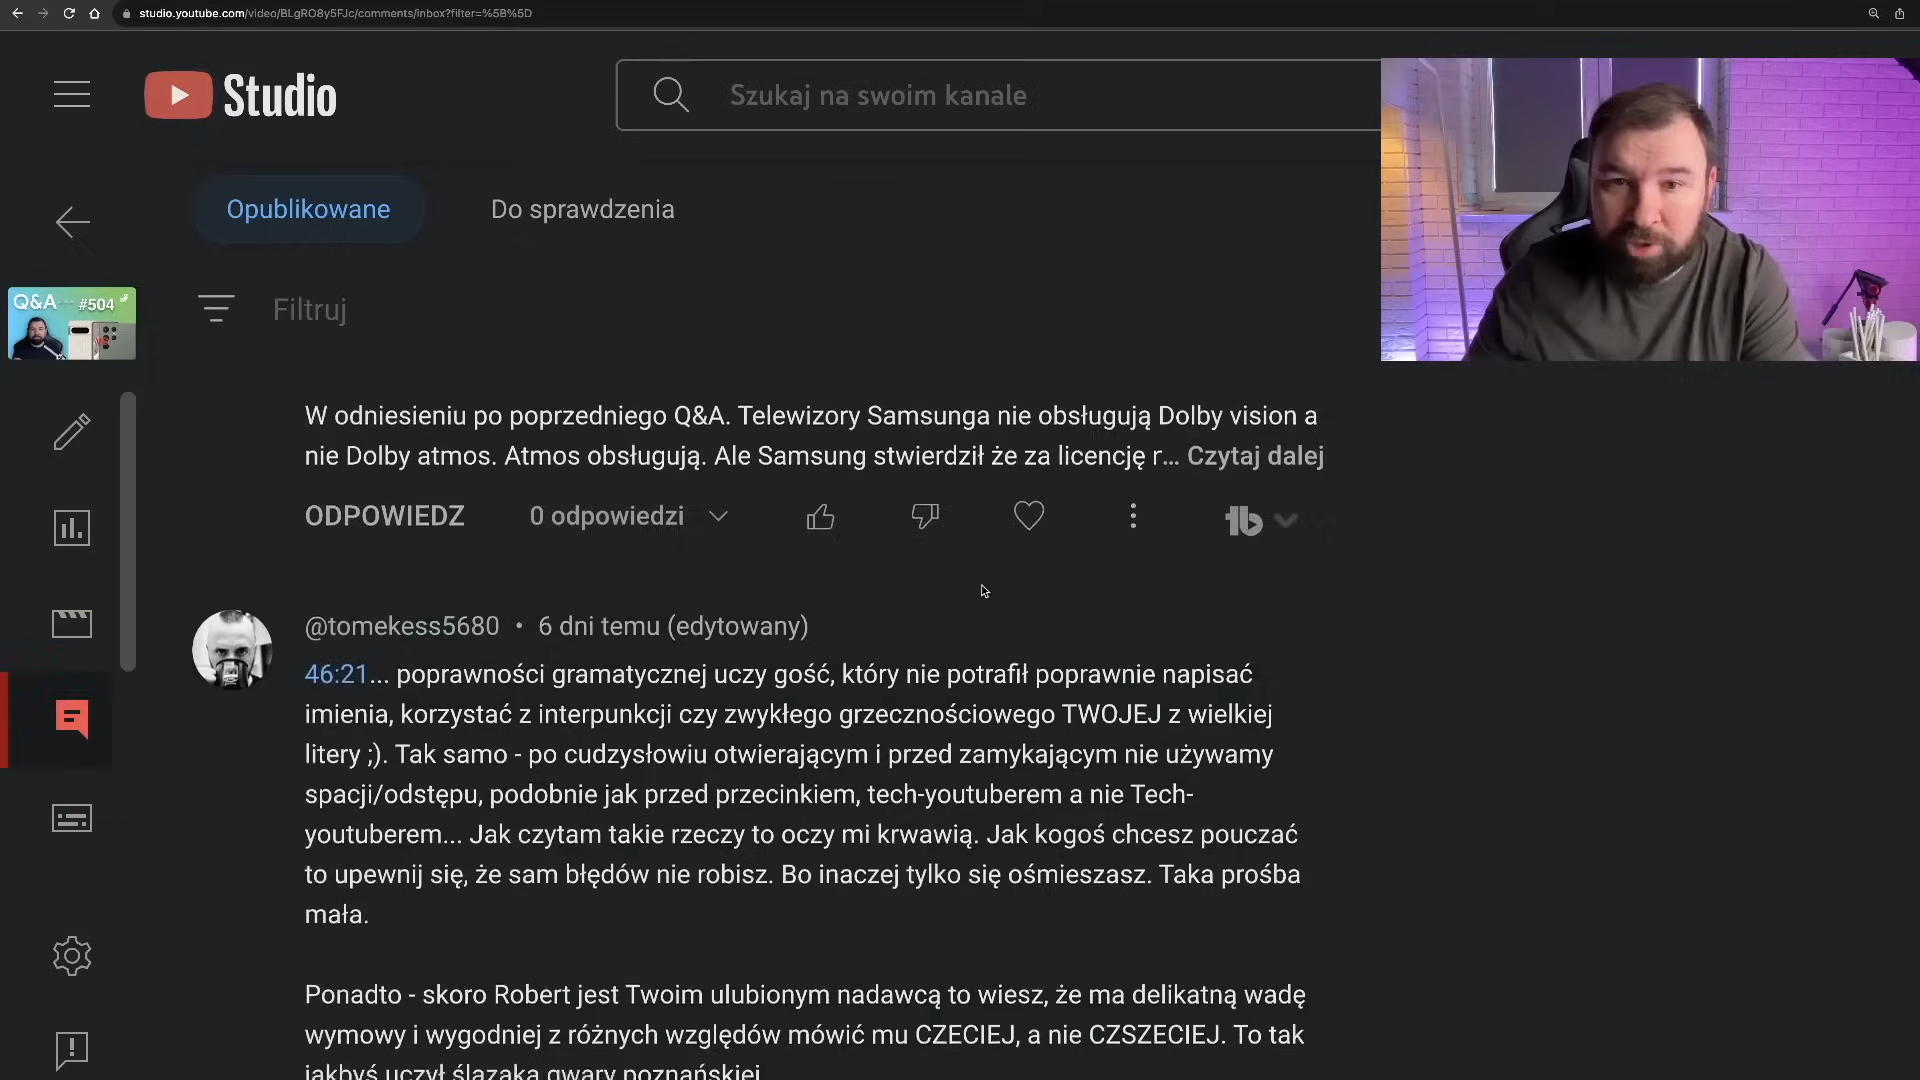 studio.youtube.com/video/BLgRO8y5FJc/comments/inbox?filter=%5B%5D
Studio
Szukaj na swoim kanale
Opublikowane
Do sprawdzenia
Q&A
#504
Filtruj
W odniesieniu po poprzedniego Q&A. Telewizory Samsunga nie obsługują Dolby vision a
nie Dolby atmos. Atmos obsługują. Ale Samsung stwierdził że za licencję r... Czytaj dalej
ODPOWIEDZ
0 odpowiedzi
@tomekess5680 • 6 dni temu (edytowany)
46:21... poprawności gramatycznej uczy gość, który nie potrafił poprawnie napisać
imienia, korzystać z interpunkcji czy zwykłego grzecznościowego TWOJEJ z wielkiej
litery ;). Tak samo - po cudzysłowiu otwierającym i przed zamykającym nie używamy
spacji/odstępu, podobnie jak przed przecinkiem, tech-youtuberem a nie Tech-
youtuberem... Jak czytam takie rzeczy to oczy mi krwawią. Jak kogoś chcesz pouczać
to upewnij się, że sam błędów nie robisz. Bo inaczej tylko się ośmieszasz. Taka prośba
mała.
Ponadto - skoro Robert jest Twoim ulubionym nadawcą to wiesz, że ma delikatną wadę
wymowy i wygodniej z różnych względów mówić mu CZECIEJ, a nie CZSZECIEJ. To tak
jakbyś uczył ślązaka gwary poznańskiej